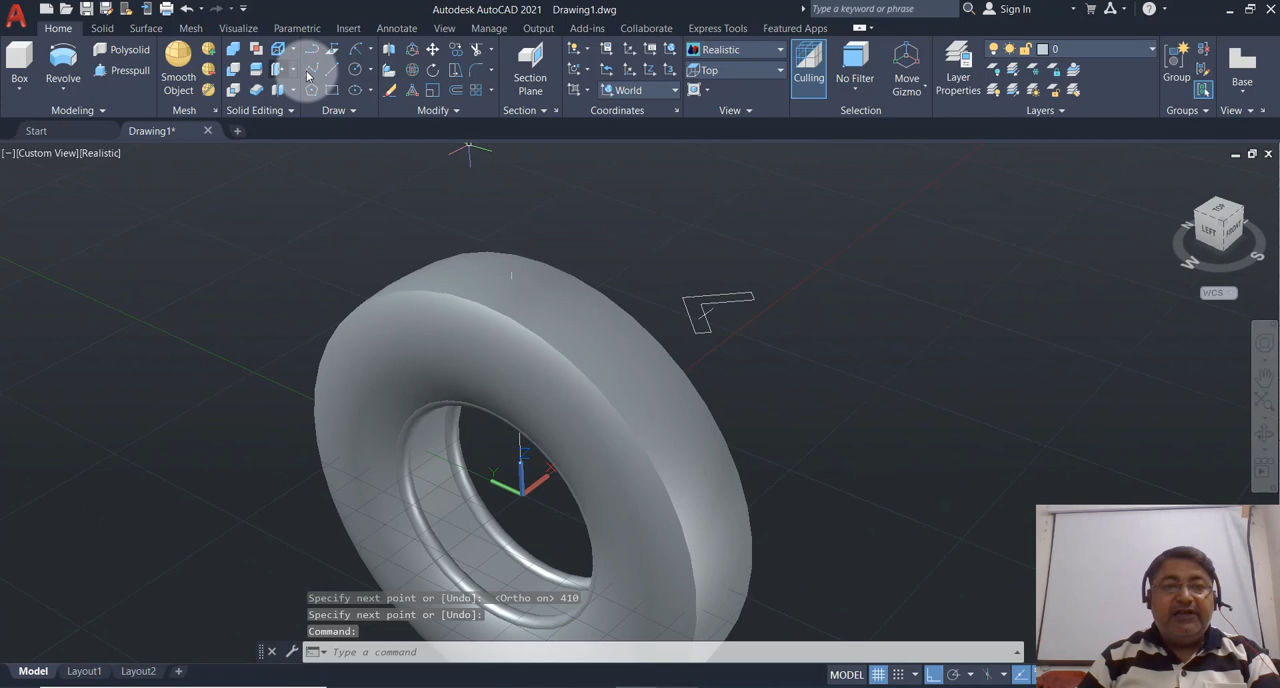 Autodesk AutoCAD 2021 Drawing1.dwg
Type a keyword or phrase
Sign In
Home Solid Surface Mesh Visualize Parametric Insert Annotate View Manage Output Add-ins Collaborate Express Tools Featured Apps
Box
Revolve
Polysolid
Presspull
Modeling
Smooth
Object
Mesh
Solid Editing
Draw
Modify
Section
Plane
Section
World
Coordinates
Realistic
Top
View
Culling
No Filter
Move
Gizmo
Selection
Layer
Properties
0
Layers
Group
Groups
Base
View
Start
Drawing1*
[−][Custom View][Realistic]
TOP
LEFT
FRONT
N
W
S
WCS
Z
Y
X
Specify next point or [Undo]: <Ortho on> 410
Specify next point or [Undo]:
Command:
Type a command
Model Layout1 Layout2
MODEL